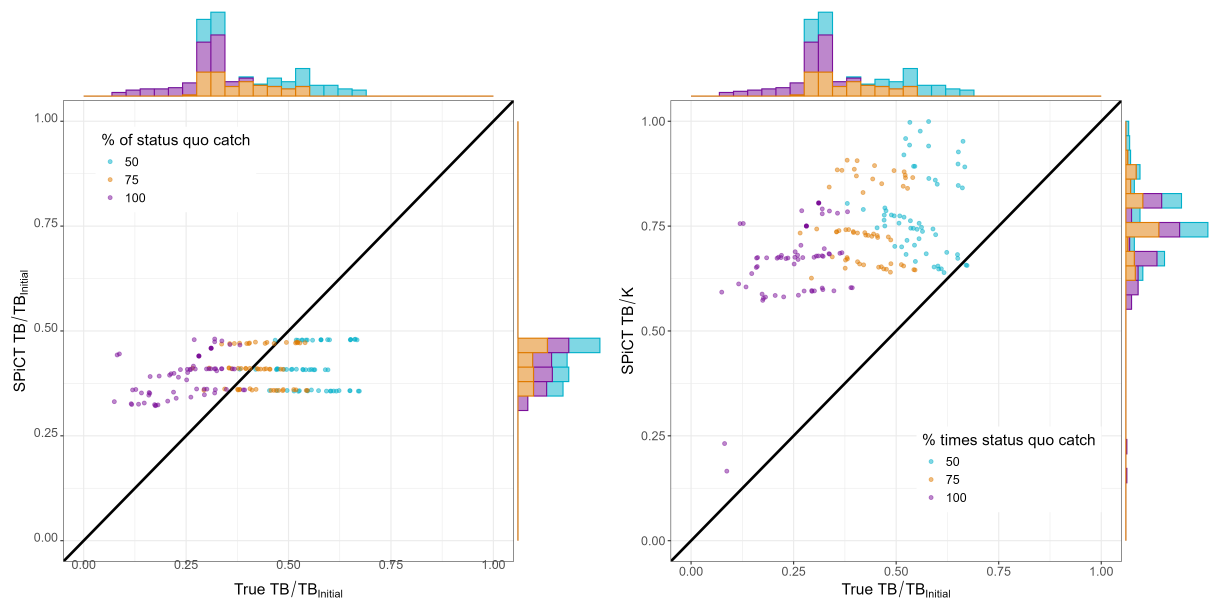 % of status quo catch
50
75
100
1.00
0.75
0.50
0.25
0.00
SPiCT TB/TBInitial
0.00 0.25 0.50 0.75 1.00
True TB/TBInitial
1.00
0.75
0.50
0.25
0.00
SPiCT TB/K
% times status quo catch
50
75
100
0.00 0.25 0.50 0.75 1.00
True TB/TBInitial